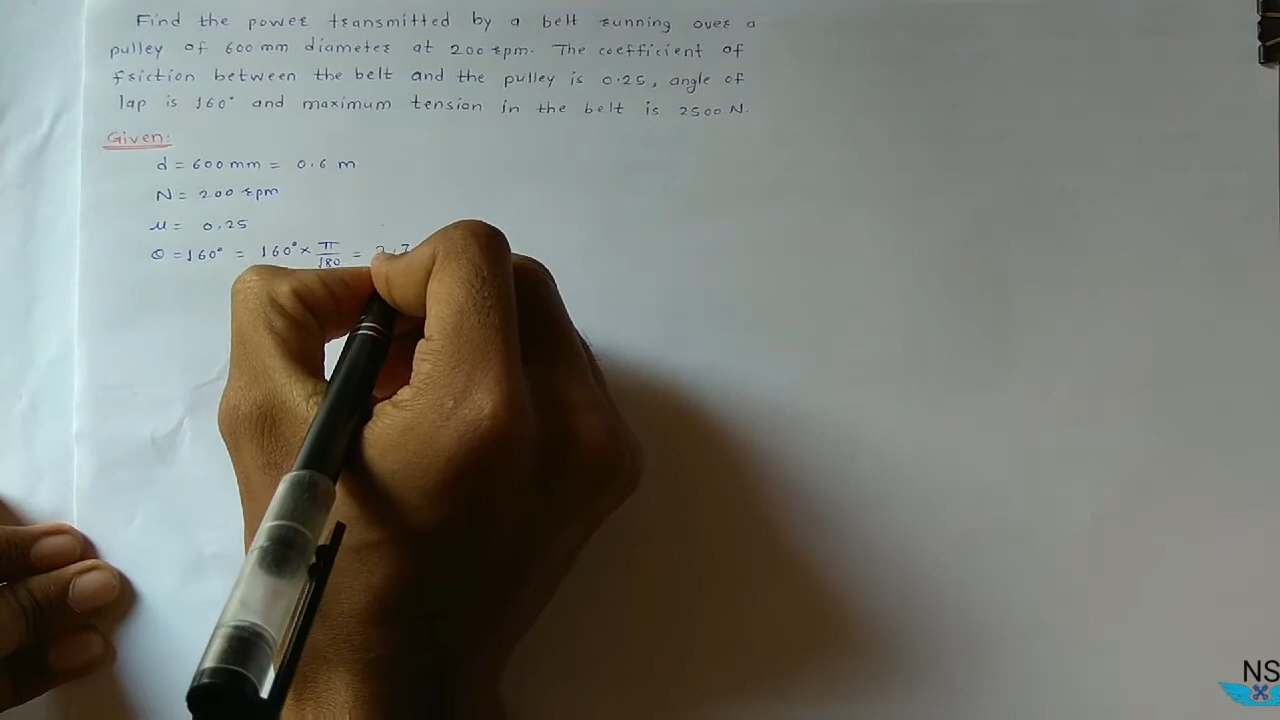 Find the power transmitted by a belt running over a
pulley of 600 mm diameter at 200 rpm. The coefficient of
friction between the belt and the pulley is 0.25, angle of
lap is 160° and maximum tension in the belt is 2500 N.
Given:
d = 600 mm = 0.6 m
N = 200 rpm
μ = 0.25
θ = 160° = 160° × π/180 = 2.7
NS